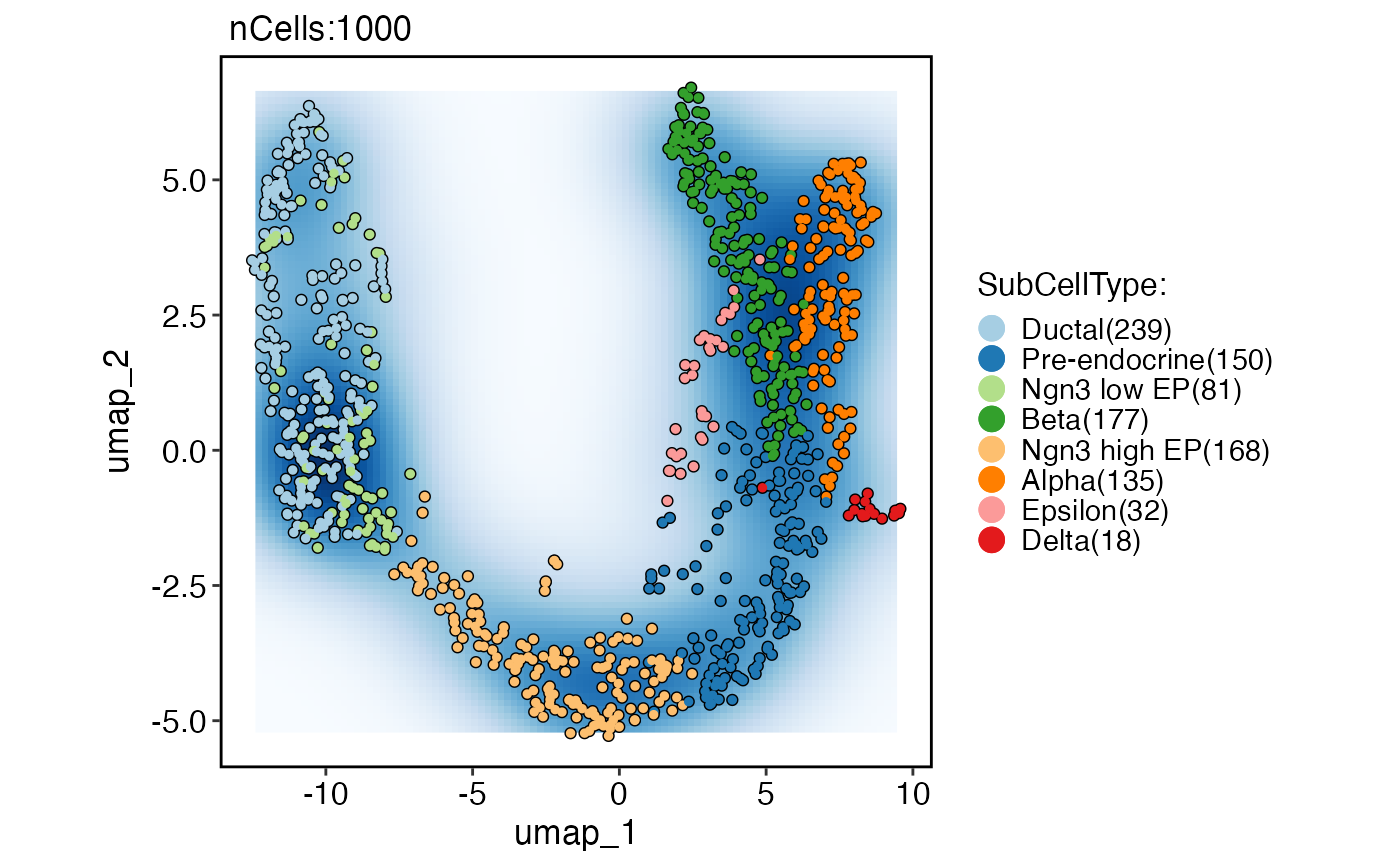 nCells:1000
5.0
2.5
0.0
-2.5
-5.0
umap_2
-10
-5
0
5
10
umap_1
SubCellType:
Ductal(239)
Pre-endocrine(150)
Ngn3 low EP(81)
Beta(177)
Ngn3 high EP(168)
Alpha(135)
Epsilon(32)
Delta(18)